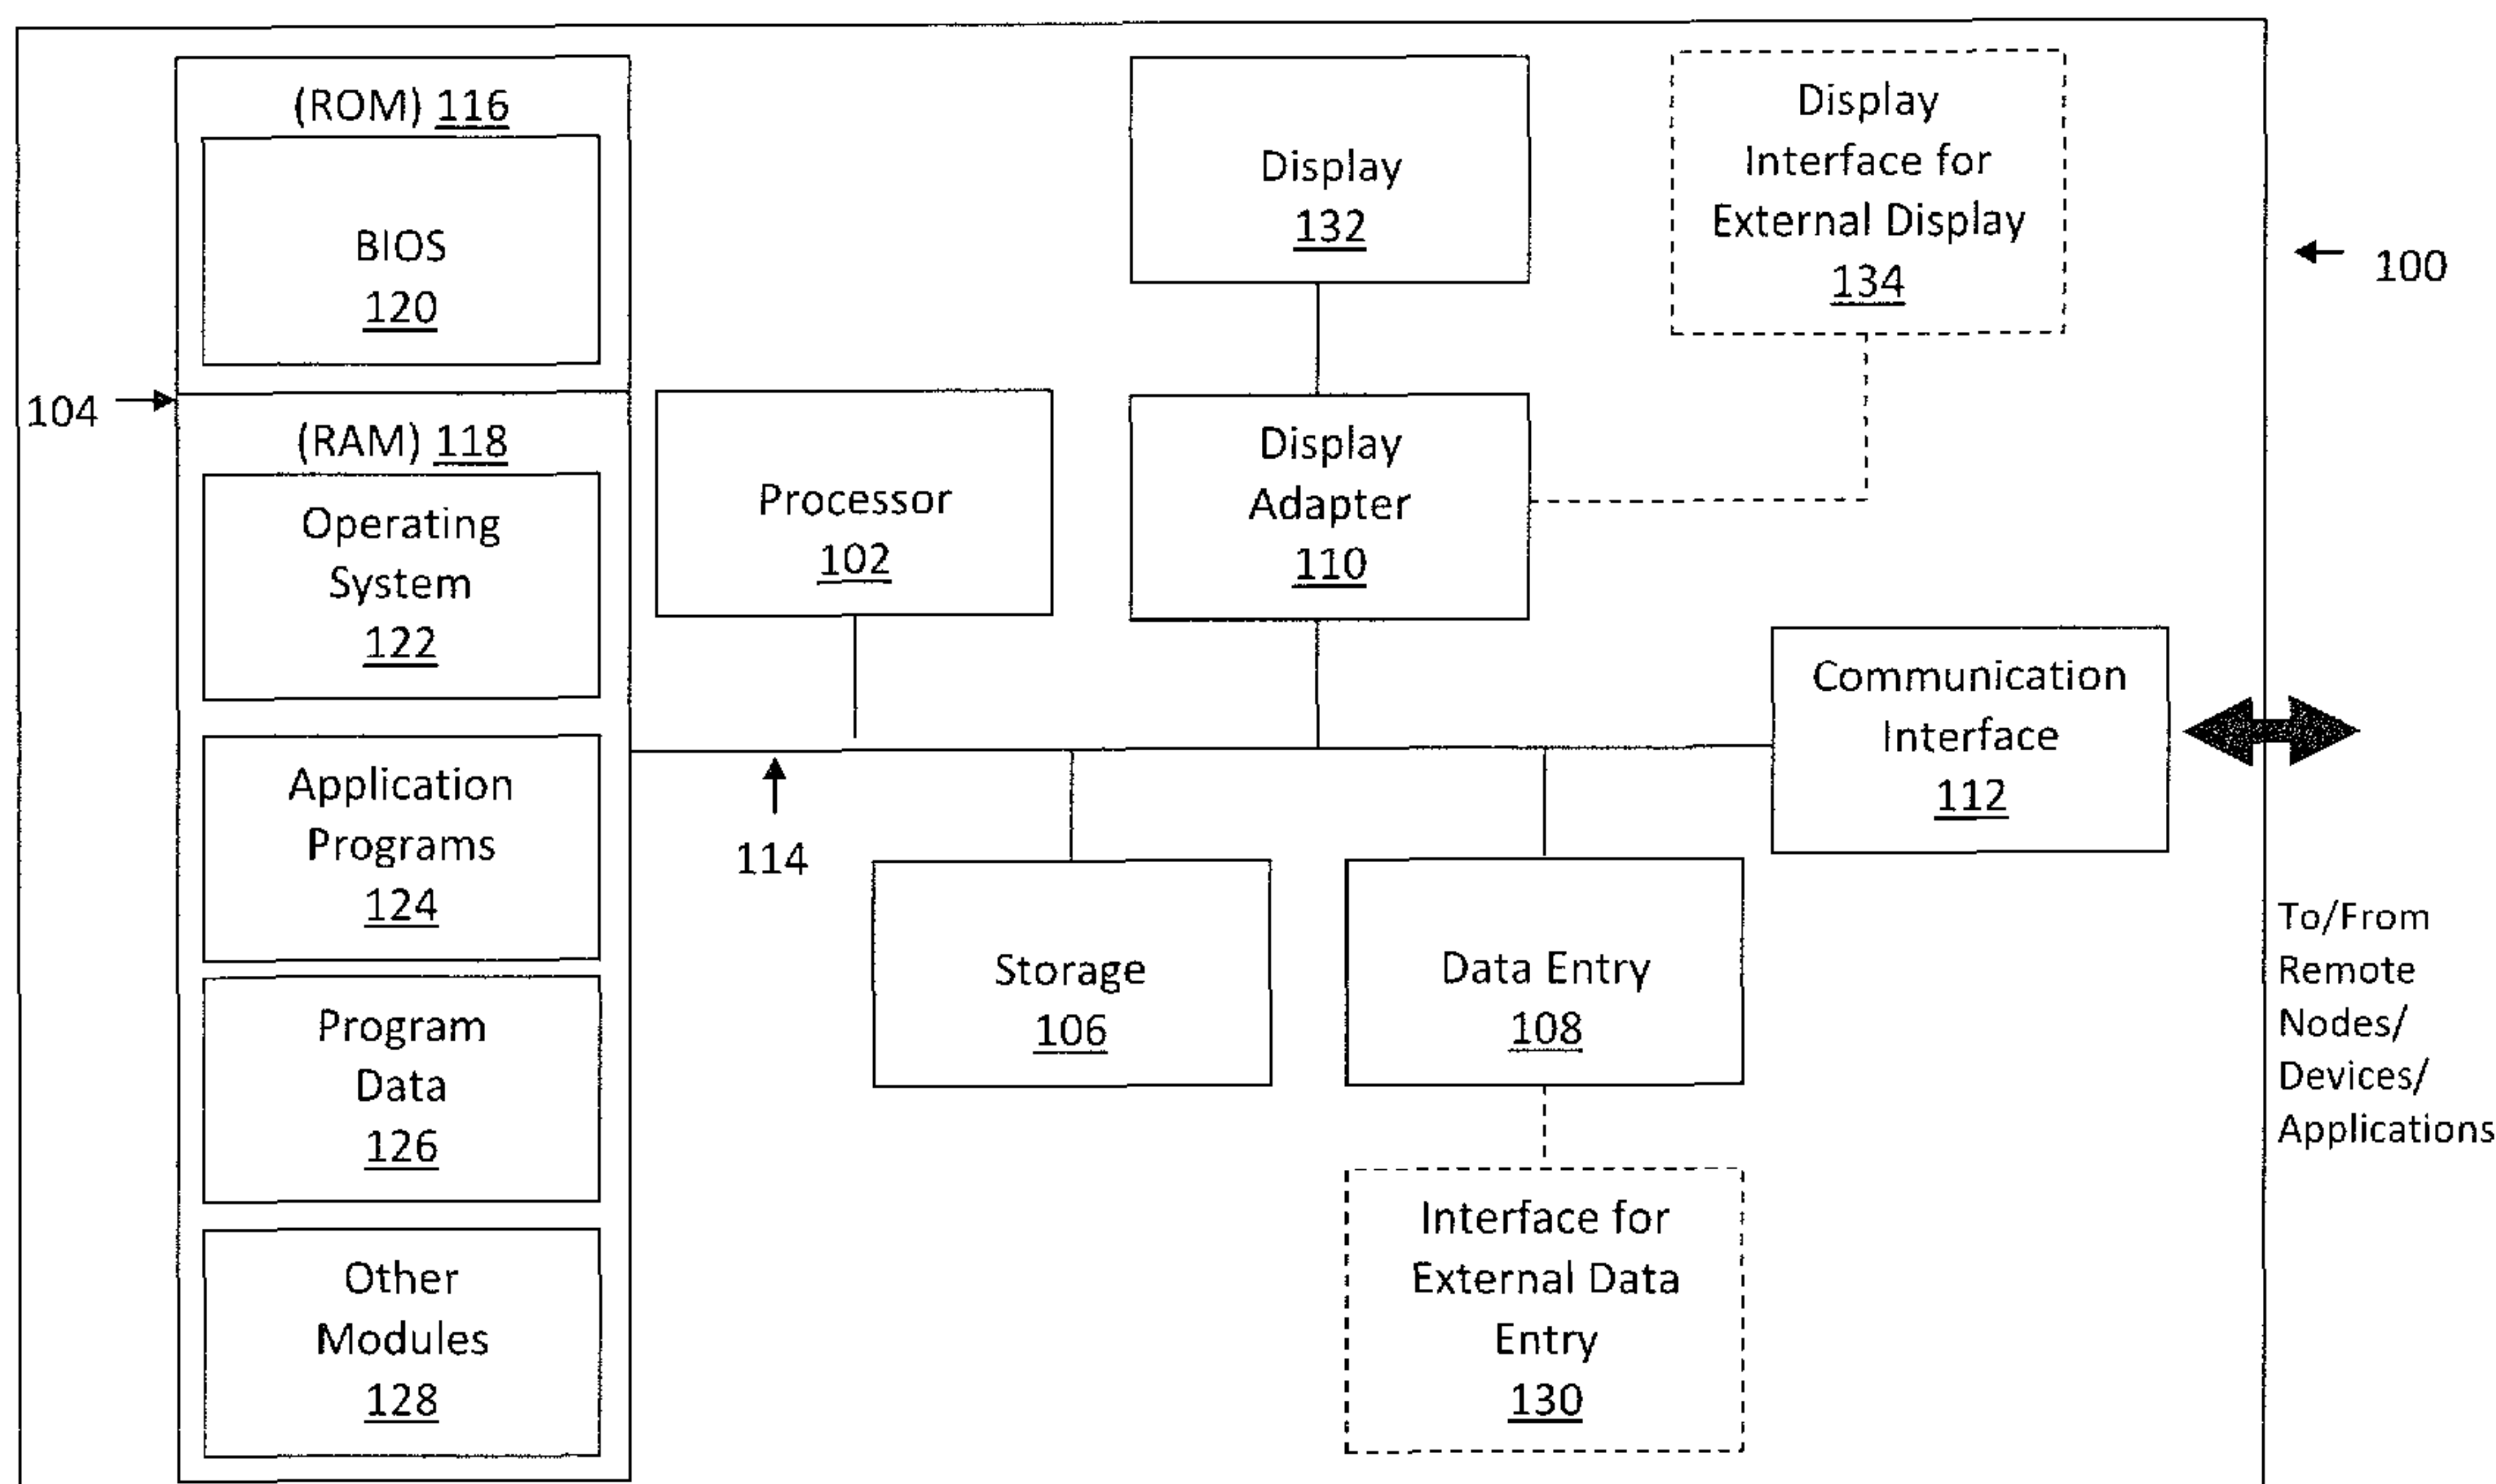 (ROM) 116
BIOS
120
104
(RAM) 118
Operating
System
122
Application
Programs
124
Program
Data
126
Other
Modules
128
Processor
102
114
Display
132
Display
Adapter
110
Display
Interface for
External Display
134
Storage
106
Data Entry
108
Interface for
External Data
Entry
130
Communication
Interface
112
100
To/From
Remote
Nodes/
Devices/
Applications